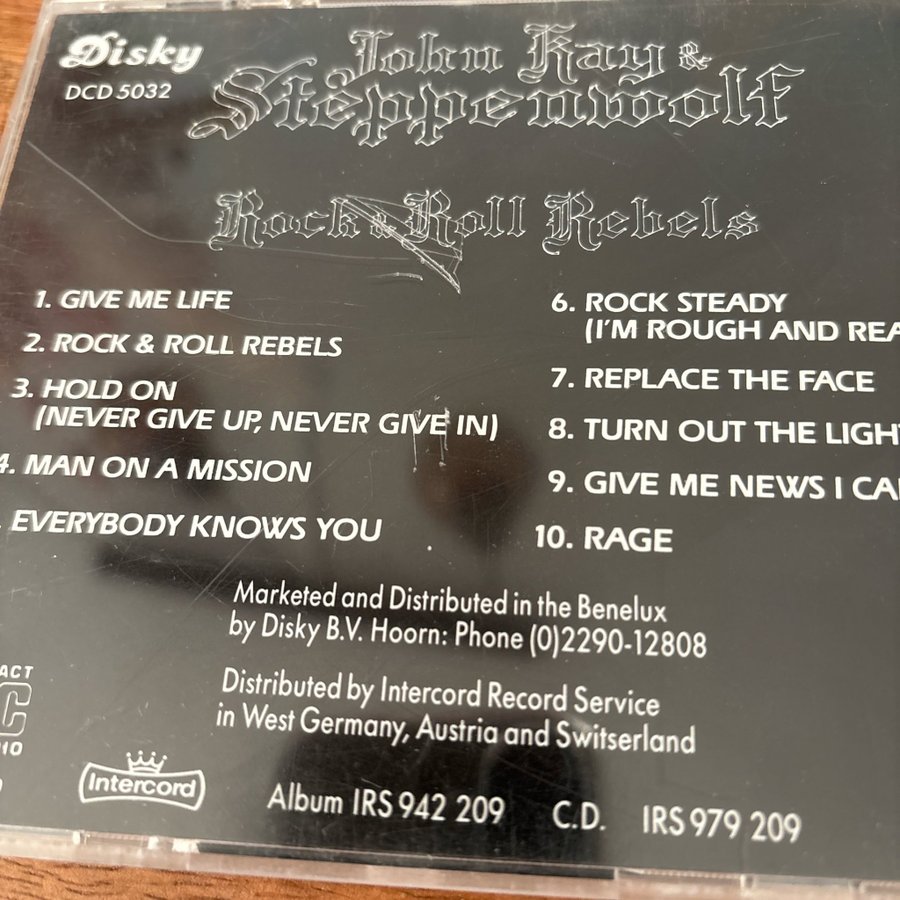 Disky
DCD 5032
John Kay &
Steppenwolf
Rock & Roll Rebels
1. GIVE ME LIFE
2. ROCK & ROLL REBELS
3. HOLD ON
(NEVER GIVE UP, NEVER GIVE IN)
4. MAN ON A MISSION
. EVERYBODY KNOWS YOU
6. ROCK STEADY
(I'M ROUGH AND
7. REPLACE THE FACE
8. TURN OUT THE
9. GIVE ME NEWS I
10. RAGE
Marketed and Distributed in the Benelux
by Disky B.V. Hoorn: Phone (0)2290-12808
Distributed by Intercord Record Service
in West Germany, Austria and Switserland
Intercord
Album IRS 942 209
C.D. IRS 979 209